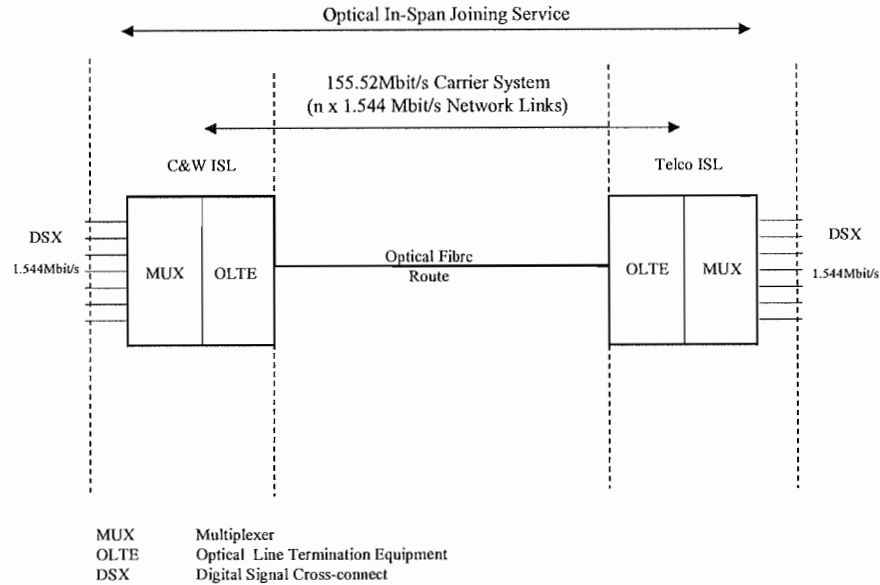 Optical In-Span Joining Service
155.52Mbit/s Carrier System
(n x 1.544 Mbit/s Network Links)
C&W ISL
Telco ISL
DSX
1.544Mbit/s
MUX
OLTE
Optical Fibre
Route
OLTE
MUX
DSX
1.544Mbit/s
MUX Multiplexer
OLTE Optical Line Termination Equipment
DSX Digital Signal Cross-connect